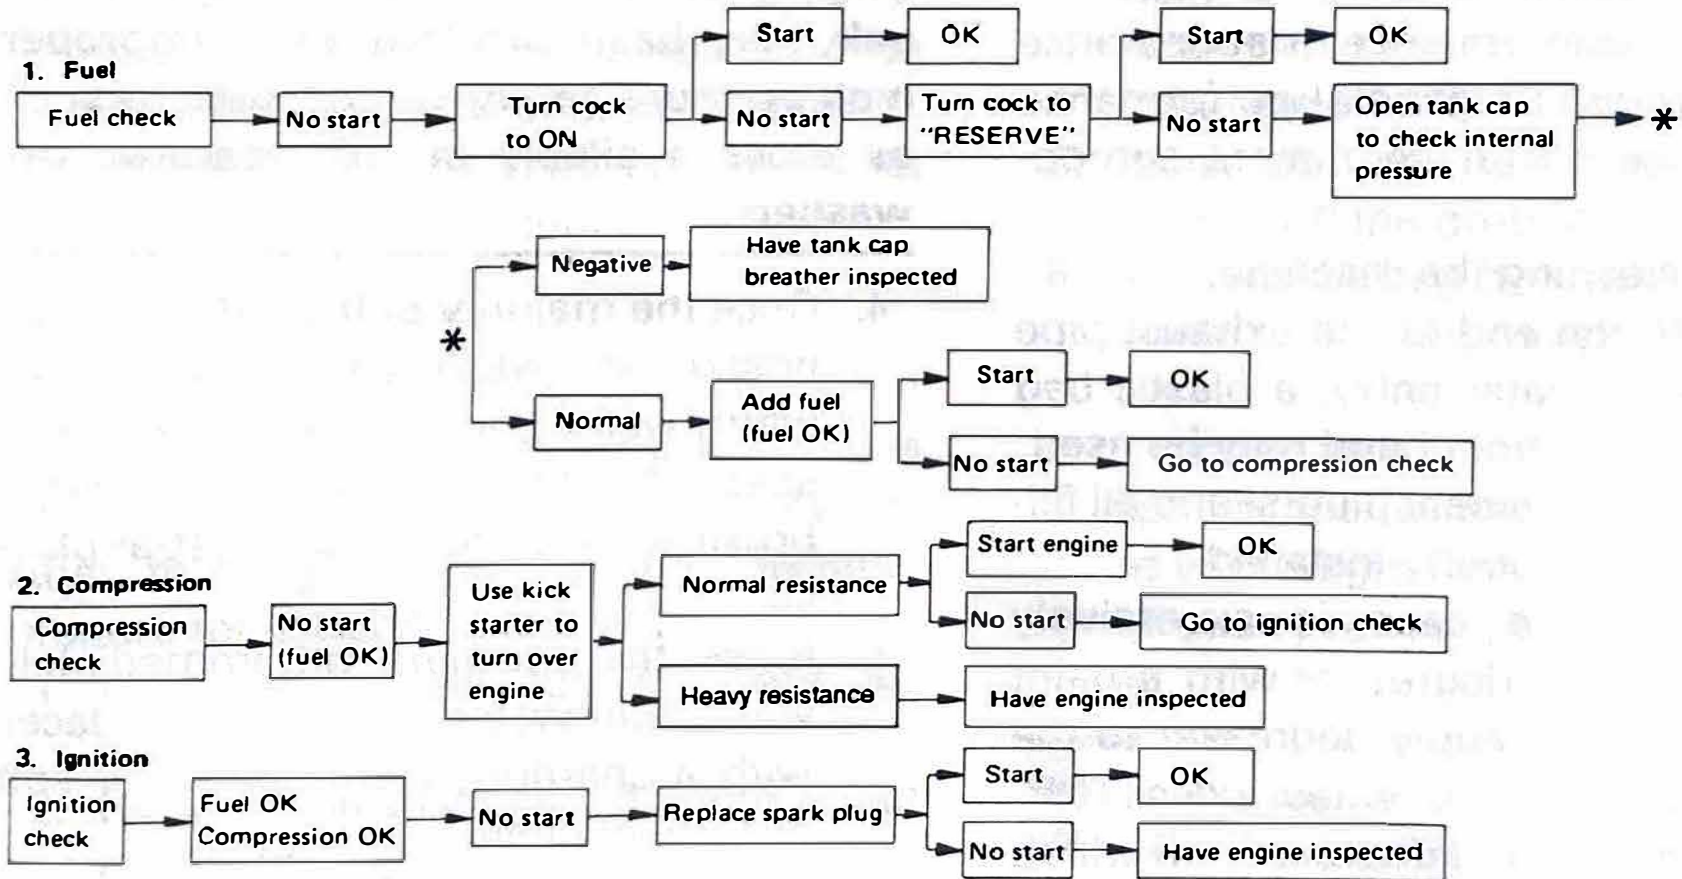 1. Fuel
Fuel check
No start
Turn cock
to ON
Start
OK
No start
Turn cock to
"RESERVE"
Start
OK
No start
Open tank cap
to check internal
pressure
*
*
Negative
Have tank cap
breather inspected
Normal
Add fuel
(fuel OK)
Start
OK
No start
Go to compression check
2. Compression
Compression
check
No start
(fuel OK)
Use kick
starter to
turn over
engine
Normal resistance
Start engine
OK
No start
Go to ignition check
Heavy resistance
Have engine inspected
3. Ignition
Ignition
check
Fuel OK
Compression OK
No start
Replace spark plug
Start
OK
No start
Have engine inspected